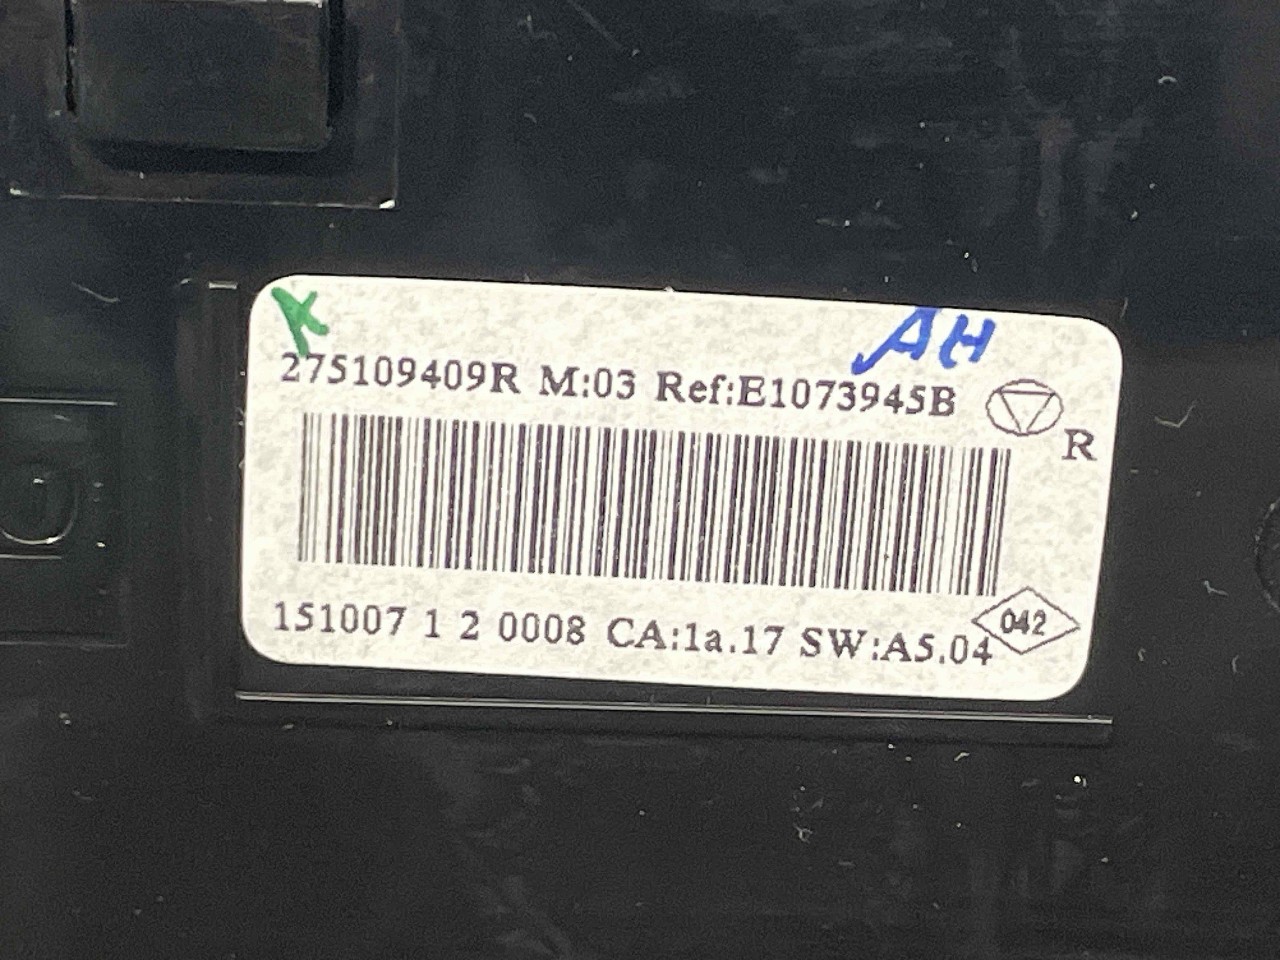 K
AH
275109409R M:03 Ref:E1073945B
R
151007 1 2 0008 CA:1a.17 SW:A5.04
042